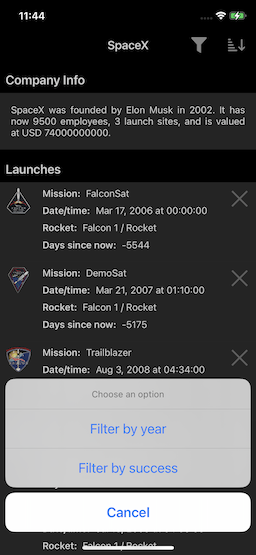 11:44
SpaceX
Company Info
SpaceX was founded by Elon Musk in 2002. It has
now 9500 employees, 3 launch sites, and is valued
at USD 74000000000.
Launches
Mission: FalconSat
Date/time: Mar 17, 2006 at 00:00:00
Rocket: Falcon 1 / Rocket
Days since now: -5544
Mission: DemoSat
Date/time: Mar 21, 2007 at 01:10:00
Rocket: Falcon 1 / Rocket
Days since now: -5175
Mission: Trailblazer
Date/time: Aug 3, 2008 at 04:34:00
Choose an option
Filter by year
Filter by success
Cancel
Rocket: Falcon 1 / Rocket